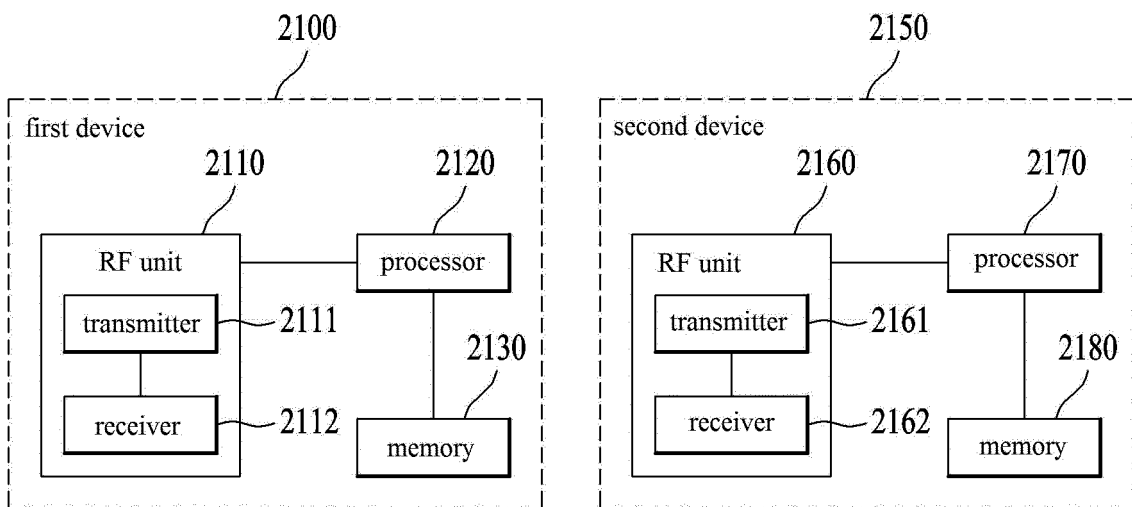 2100
2150
first device
second device
2110
2120
2160
2170
RF unit
processor
RF unit
processor
transmitter
2111
transmitter
2161
2130
2180
receiver
2112
memory
receiver
2162
memory